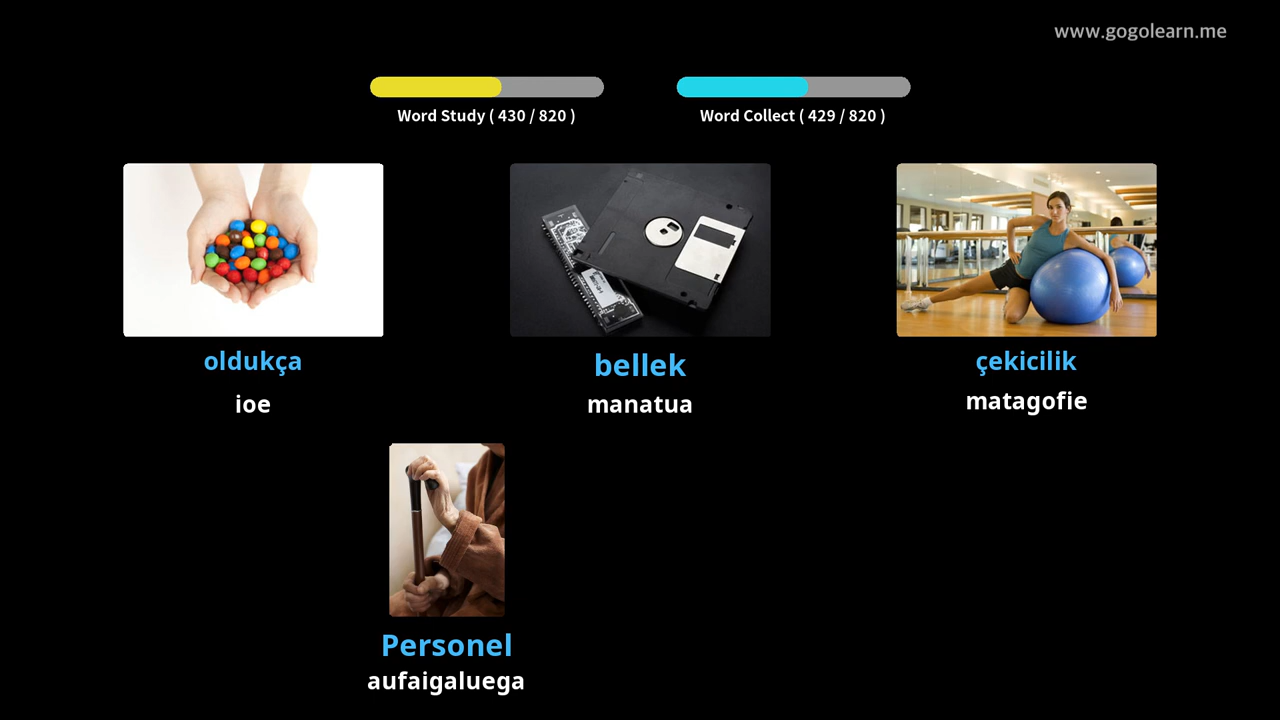 www.gogolearn.me
Word Study ( 430 / 820 )
Word Collect ( 429 / 820 )
oldukça
ioe
bellek
manatua
çekicilik
matagofie
Personel
aufaigaluega